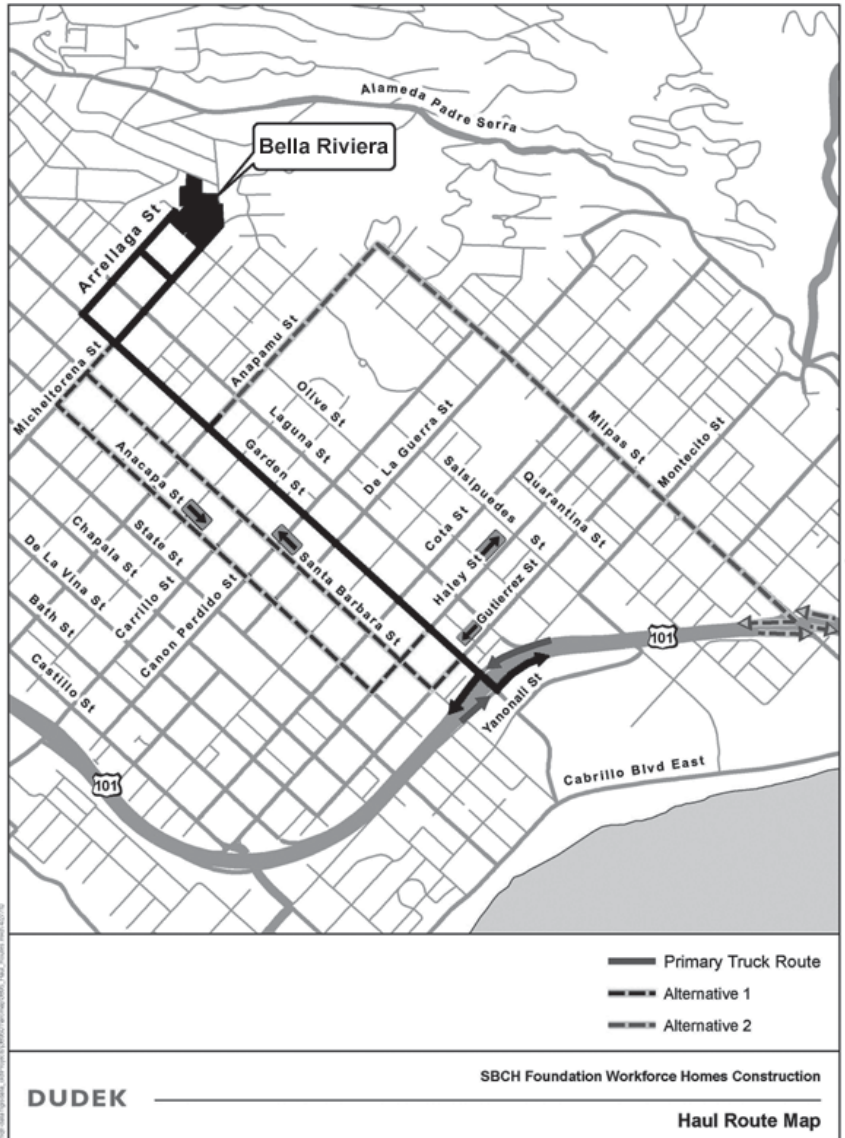 Alameda Padre Serra
Bella Riviera
Arrellaga St
Anapamu St
Micheltorena St
Olive St
Laguna St
De La Guerra St
Milpas St
Montecito St
Garden St
Anacapa St
Salsipuedes St
Quarantina St
Cota St
State St
Chapala St
De La Vina St
Haley St
Gutierrez St
Santa Barbara St
Carrillo St
Bath St
Canon Perdido St
Castillo St
101
Yanonali St
Cabrillo Blvd East
101
Primary Truck Route
Alternative 1
Alternative 2
SBCH Foundation Workforce Homes Construction
DUDEK
Haul Route Map